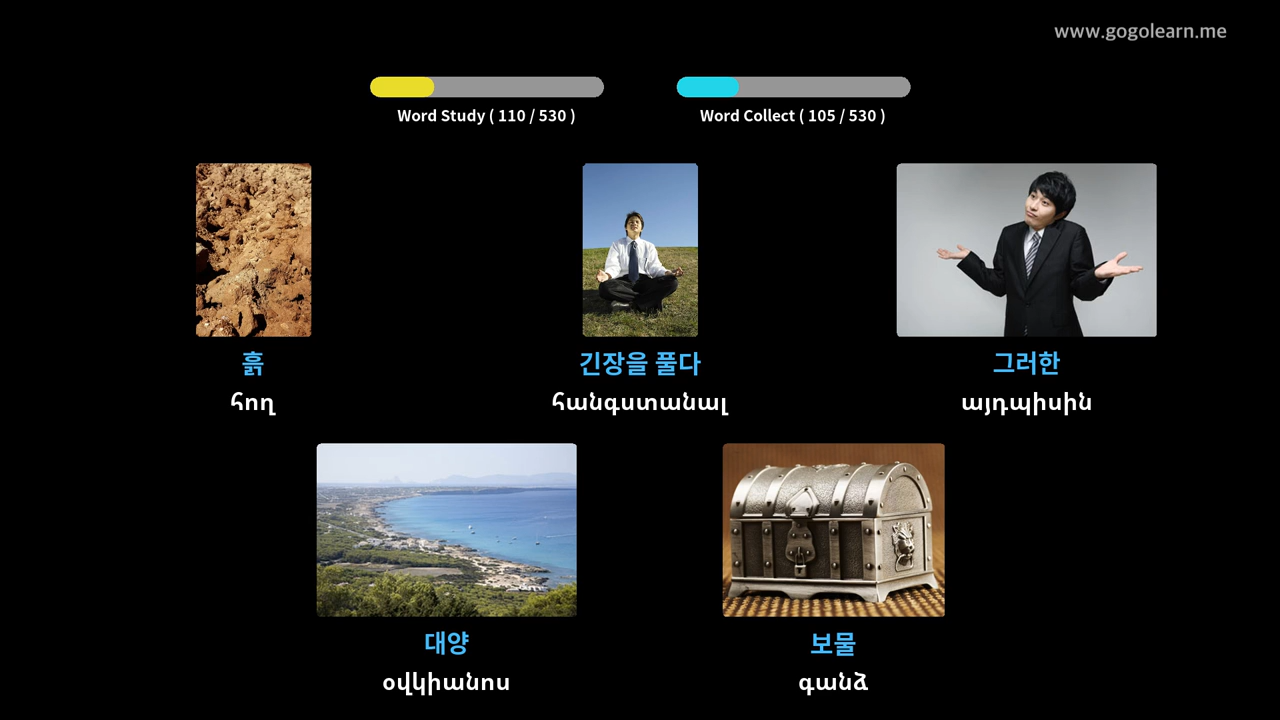 www.gogolearn.me
Word Study ( 110 / 530 )
Word Collect ( 105 / 530 )
흙
հող
긴장을 풀다
հանգստանալ
그러한
այդպիսին
대양
օվկիանոս
보물
գանձ